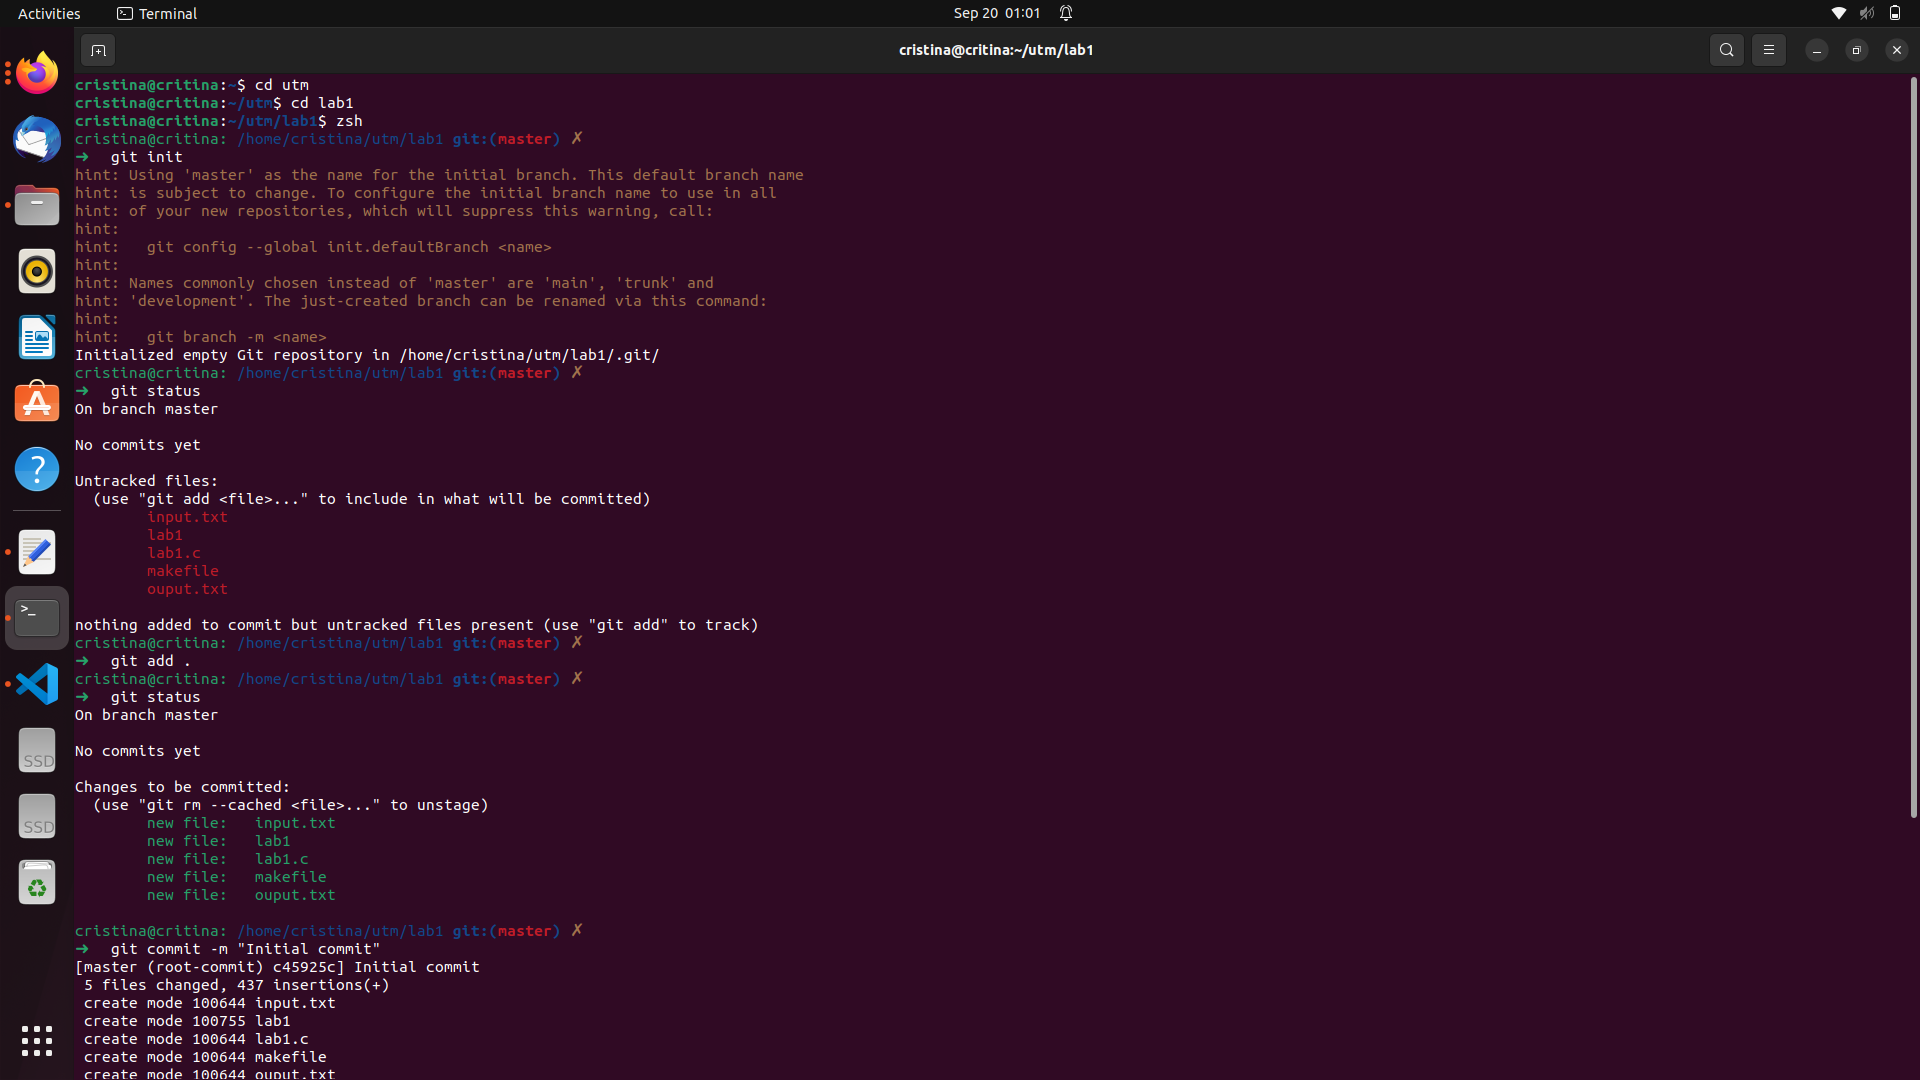 Activities
Terminal
Sep 20 01:01
cristina@critina:~/utm/lab1
cristina@critina:~$ cd utm
cristina@critina:~/utm$ cd lab1
cristina@critina:~/utm/lab1$ zsh
cristina@critina: /home/cristina/utm/lab1 git:(master) ✗
➜  git init
hint: Using 'master' as the name for the initial branch. This default branch name
hint: is subject to change. To configure the initial branch name to use in all
hint: of your new repositories, which will suppress this warning, call:
hint:
hint:   git config --global init.defaultBranch <name>
hint:
hint: Names commonly chosen instead of 'master' are 'main', 'trunk' and
hint: 'development'. The just-created branch can be renamed via this command:
hint:
hint:   git branch -m <name>
Initialized empty Git repository in /home/cristina/utm/lab1/.git/
cristina@critina: /home/cristina/utm/lab1 git:(master) ✗
➜  git status
On branch master
No commits yet
Untracked files:
  (use "git add <file>..." to include in what will be committed)
        input.txt
        lab1
        lab1.c
        makefile
        ouput.txt
nothing added to commit but untracked files present (use "git add" to track)
cristina@critina: /home/cristina/utm/lab1 git:(master) ✗
➜  git add .
cristina@critina: /home/cristina/utm/lab1 git:(master) ✗
➜  git status
On branch master
No commits yet
Changes to be committed:
  (use "git rm --cached <file>..." to unstage)
        new file:   input.txt
        new file:   lab1
        new file:   lab1.c
        new file:   makefile
        new file:   ouput.txt
cristina@critina: /home/cristina/utm/lab1 git:(master) ✗
➜  git commit -m "Initial commit"
[master (root-commit) c45925c] Initial commit
 5 files changed, 437 insertions(+)
 create mode 100644 input.txt
 create mode 100755 lab1
 create mode 100644 lab1.c
 create mode 100644 makefile
 create mode 100644 ouput.txt
SSD
SSD